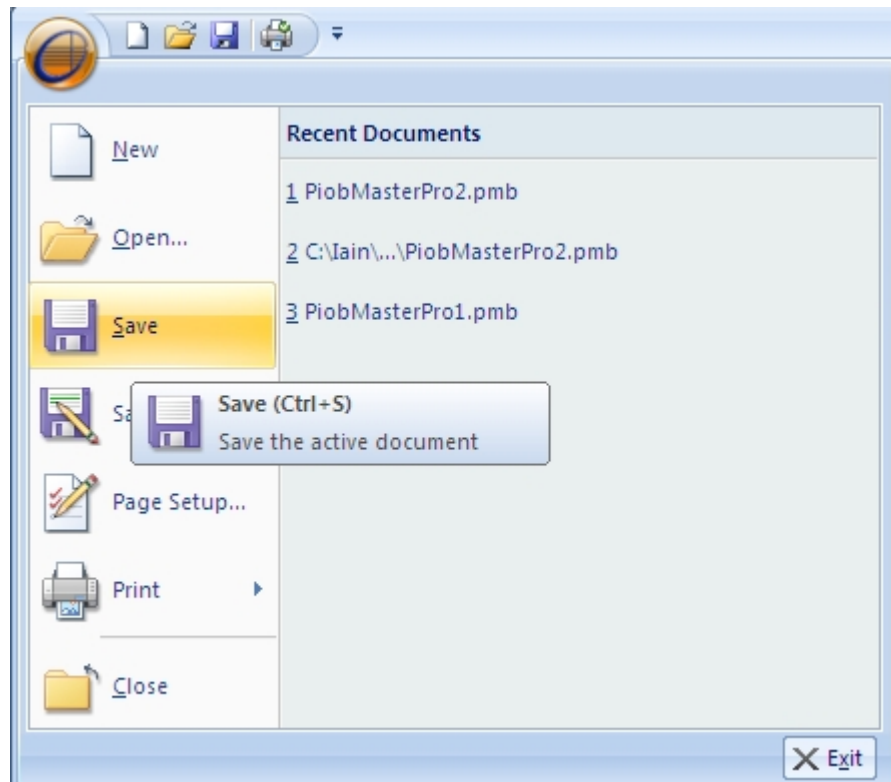 New
Open...
Save
Sa
Page Setup...
Print
Close
Recent Documents
1 PiobMasterPro2.pmb
2 C:\Iain\...\PiobMasterPro2.pmb
3 PiobMasterPro1.pmb
Save (Ctrl+S)
Save the active document
Exit